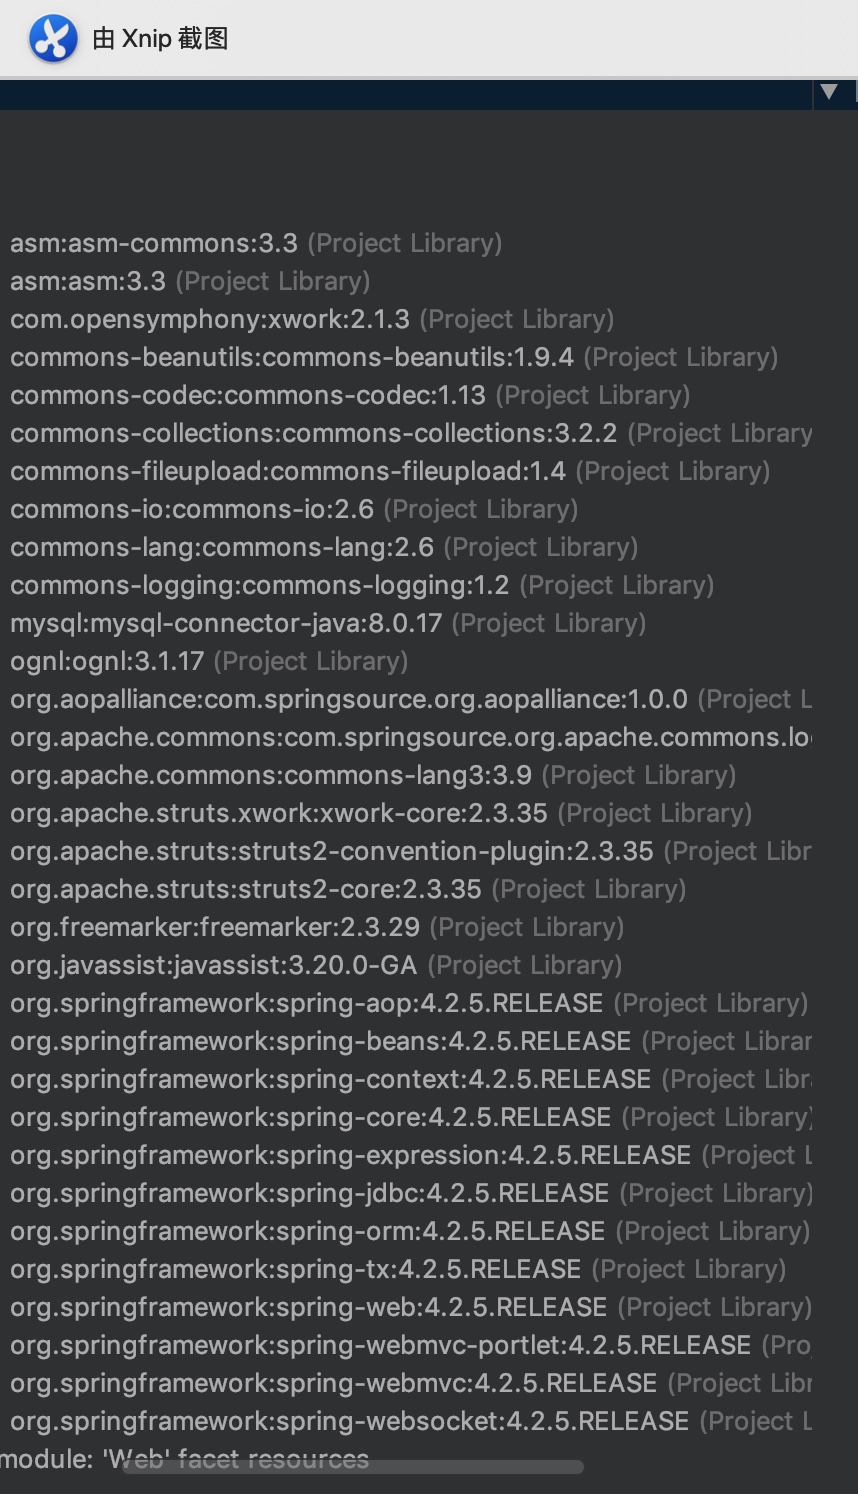 由 Xnip 截图
asm:asm-commons:3.3 (Project Library)
asm:asm:3.3 (Project Library)
com.opensymphony:xwork:2.1.3 (Project Library)
commons-beanutils:commons-beanutils:1.9.4 (Project Library)
commons-codec:commons-codec:1.13 (Project Library)
commons-collections:commons-collections:3.2.2 (Project Library
commons-fileupload:commons-fileupload:1.4 (Project Library)
commons-io:commons-io:2.6 (Project Library)
commons-lang:commons-lang:2.6 (Project Library)
commons-logging:commons-logging:1.2 (Project Library)
mysql:mysql-connector-java:8.0.17 (Project Library)
ognl:ognl:3.1.17 (Project Library)
org.aopalliance:com.springsource.org.aopalliance:1.0.0 (Project L
org.apache.commons:com.springsource.org.apache.commons.lo
org.apache.commons:commons-lang3:3.9 (Project Library)
org.apache.struts.xwork:xwork-core:2.3.35 (Project Library)
org.apache.struts:struts2-convention-plugin:2.3.35 (Project Libr
org.apache.struts:struts2-core:2.3.35 (Project Library)
org.freemarker:freemarker:2.3.29 (Project Library)
org.javassist:javassist:3.20.0-GA (Project Library)
org.springframework:spring-aop:4.2.5.RELEASE (Project Library)
org.springframework:spring-beans:4.2.5.RELEASE (Project Librar
org.springframework:spring-context:4.2.5.RELEASE (Project Libr
org.springframework:spring-core:4.2.5.RELEASE (Project Library)
org.springframework:spring-expression:4.2.5.RELEASE (Project L
org.springframework:spring-jdbc:4.2.5.RELEASE (Project Library)
org.springframework:spring-orm:4.2.5.RELEASE (Project Library)
org.springframework:spring-tx:4.2.5.RELEASE (Project Library)
org.springframework:spring-web:4.2.5.RELEASE (Project Library)
org.springframework:spring-webmvc-portlet:4.2.5.RELEASE (Pro
org.springframework:spring-webmvc:4.2.5.RELEASE (Project Libr
org.springframework:spring-websocket:4.2.5.RELEASE (Project L
module: 'Web' facet resources